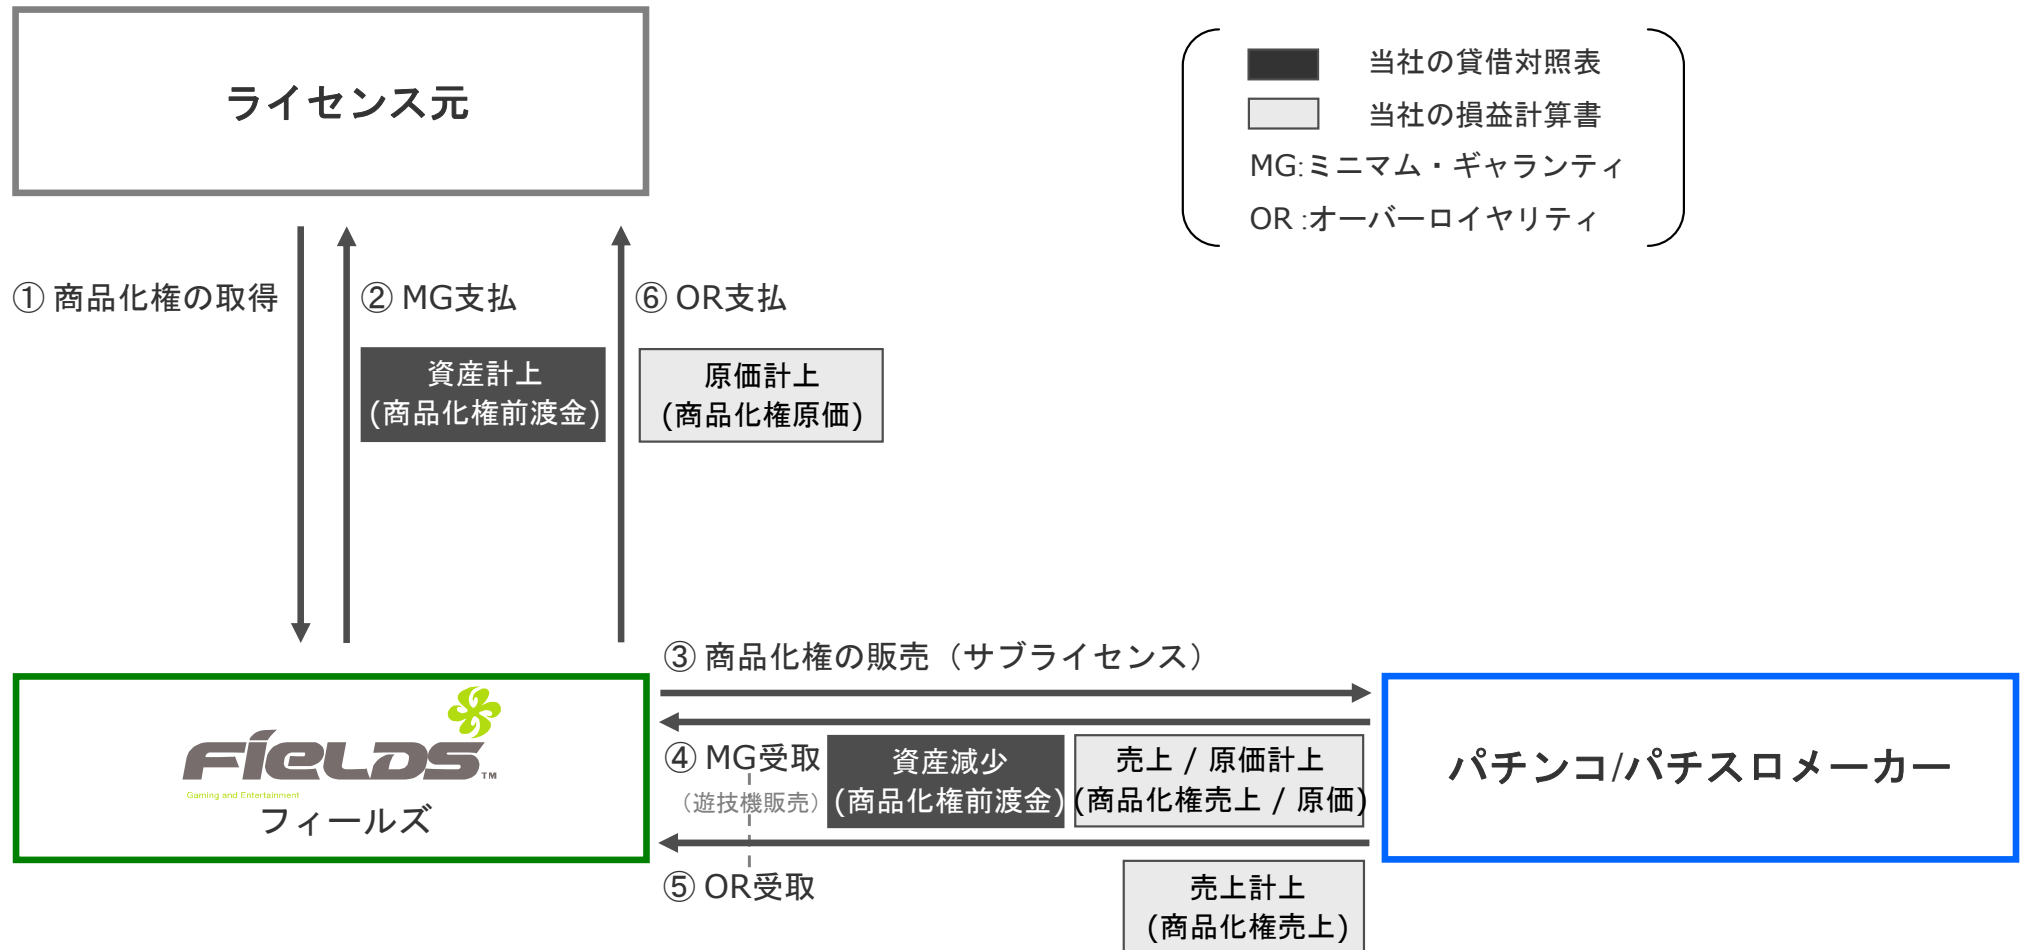 ライセンス元
当社の貸借対照表
当社の損益計算書
MG:ミニマム・ギャランティ
OR :オーバーロイヤリティ
① 商品化権の取得
② MG支払
⑥ OR支払
資産計上
(商品化権前渡金)
原価計上
(商品化権原価)
③ 商品化権の販売（サブライセンス）
FIELDS TM
Gaming and Entertainment
フィールズ
④ MG受取
（遊技機販売）
資産減少
(商品化権前渡金)
売上 / 原価計上
(商品化権売上 / 原価)
パチンコ/パチスロメーカー
⑤ OR受取
売上計上
(商品化権売上)